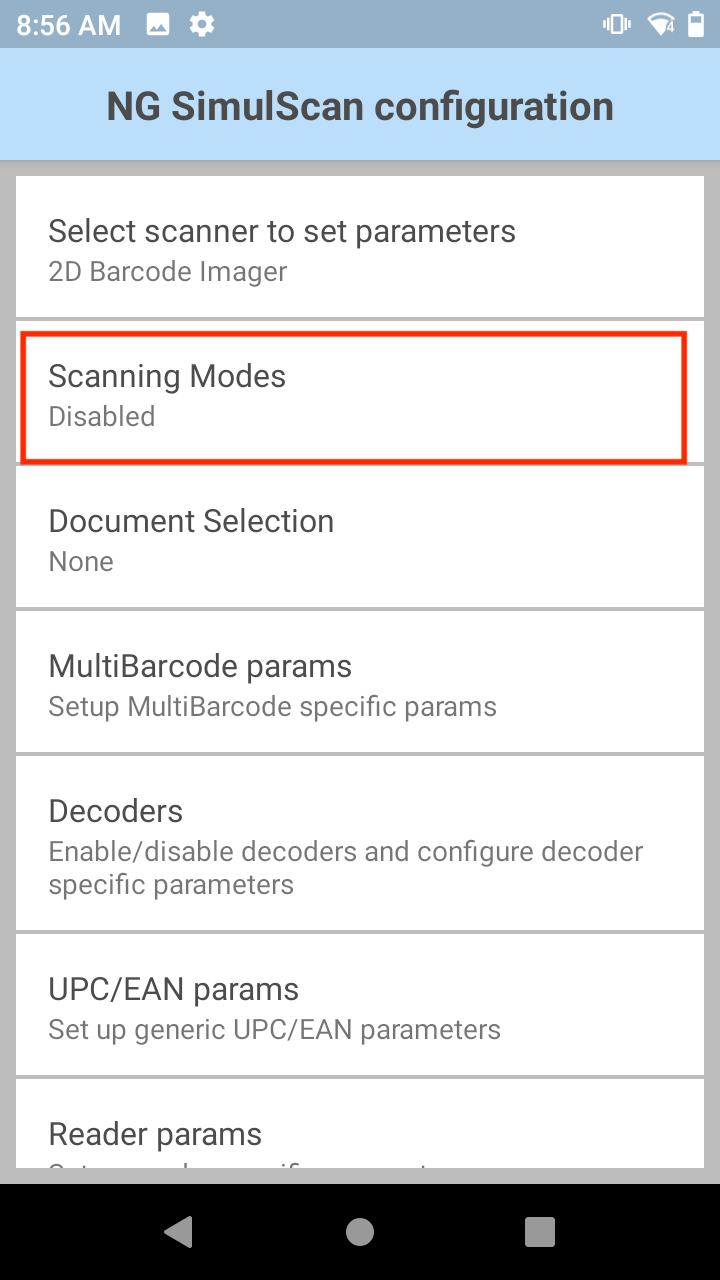 8:56 AM
NG SimulScan configuration
Select scanner to set parameters
2D Barcode Imager
Scanning Modes
Disabled
Document Selection
None
MultiBarcode params
Setup MultiBarcode specific params
Decoders
Enable/disable decoders and configure decoder
specific parameters
UPC/EAN params
Set up generic UPC/EAN parameters
Reader params